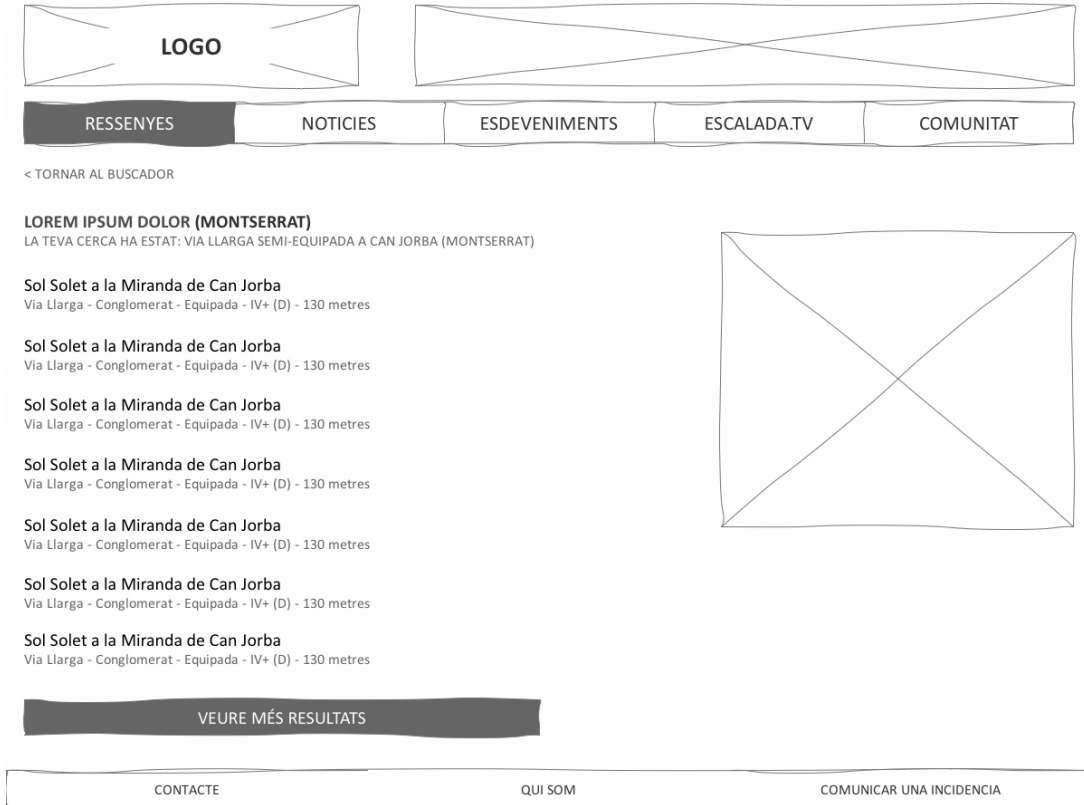 LOGO
RESSENYES
NOTICIES
ESDEVENIMENTS
ESCALADA.TV
COMUNITAT
< TORNAR AL BUSCADOR
LOREM IPSUM DOLOR (MONTSERRAT)
LA TEVA CERCA HA ESTAT: VIA LLARGA SEMI-EQUIPADA A CAN JORBA (MONTSERRAT)
Sol Solet a la Miranda de Can Jorba
Via Llarga - Conglomerat - Equipada - IV+ (D) - 130 metres
Sol Solet a la Miranda de Can Jorba
Via Llarga - Conglomerat - Equipada - IV+ (D) - 130 metres
Sol Solet a la Miranda de Can Jorba
Via Llarga - Conglomerat - Equipada - IV+ (D) - 130 metres
Sol Solet a la Miranda de Can Jorba
Via Llarga - Conglomerat - Equipada - IV+ (D) - 130 metres
Sol Solet a la Miranda de Can Jorba
Via Llarga - Conglomerat - Equipada - IV+ (D) - 130 metres
Sol Solet a la Miranda de Can Jorba
Via Llarga - Conglomerat - Equipada - IV+ (D) - 130 metres
Sol Solet a la Miranda de Can Jorba
Via Llarga - Conglomerat - Equipada - IV+ (D) - 130 metres
VEURE MÉS RESULTATS
CONTACTE
QUI SOM
COMUNICAR UNA INCIDENCIA